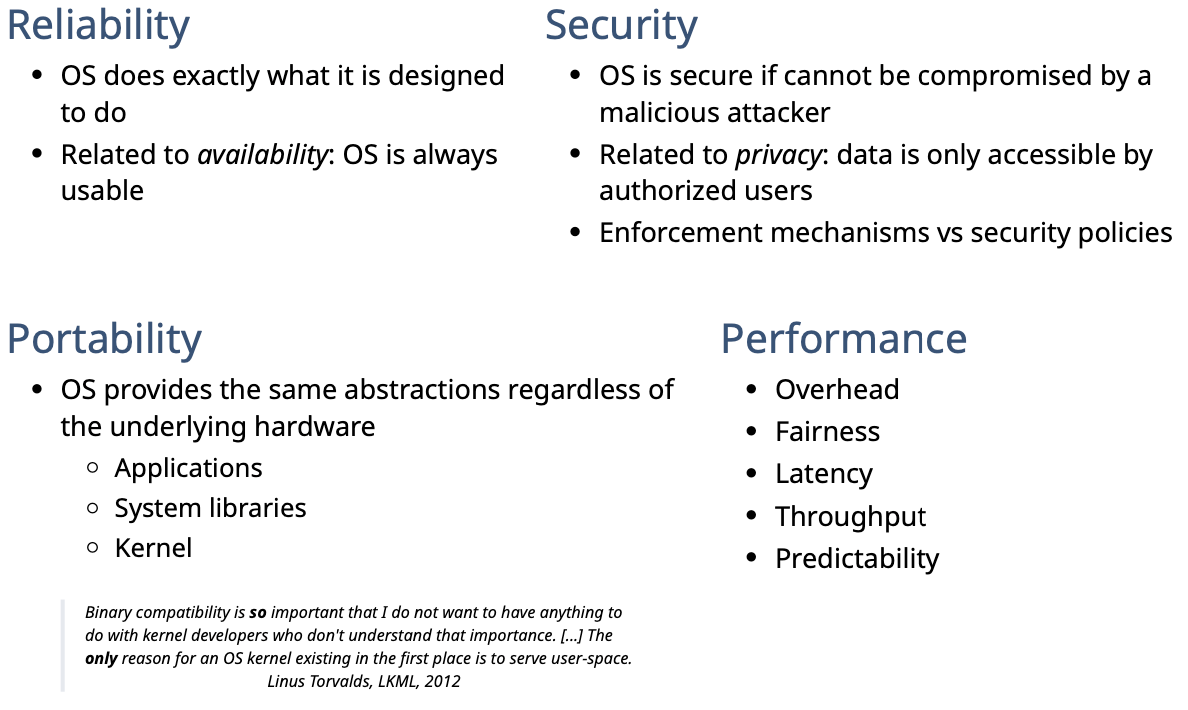 Reliability
• OS does exactly what it is designed
to do
• Related to availability: OS is always
usable
Security
• OS is secure if cannot be compromised by a
malicious attacker
• Related to privacy: data is only accessible by
authorized users
• Enforcement mechanisms vs security policies
Portability
• OS provides the same abstractions regardless of
the underlying hardware
○ Applications
○ System libraries
○ Kernel
Binary compatibility is so important that I do not want to have anything to
do with kernel developers who don't understand that importance. [...] The
only reason for an OS kernel existing in the first place is to serve user-space.
Linus Torvalds, LKML, 2012
Performance
• Overhead
• Fairness
• Latency
• Throughput
• Predictability